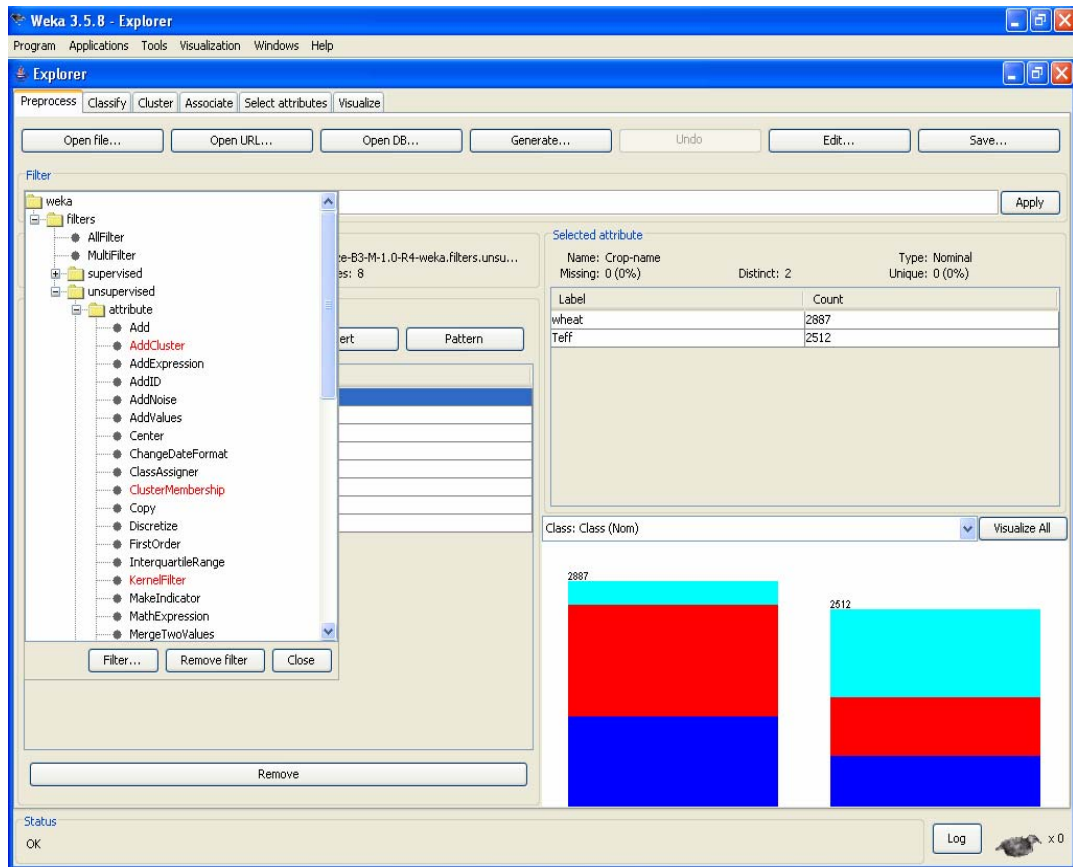 Weka 3.5.8 - Explorer
Program Applications Tools Visualization Windows Help
Explorer
Preprocess Classify Cluster Associate Select attributes Visualize
Open file... Open URL... Open DB... Generate... Undo Edit... Save...
Filter
weka
filters
AllFilter
MultiFilter
supervised
unsupervised
attribute
Add
AddCluster
AddExpression
AddID
AddNoise
AddValues
Center
ChangeDateFormat
ClassAssigner
ClusterMembership
Copy
Discretize
FirstOrder
InterquartileRange
KernelFilter
MakeIndicator
MathExpression
MergeTwoValues
Filter... Remove filter Close
Apply
ze-B3-M-1.0-R4-weka.filters.unsu...
es: 8
ert Pattern
Remove
Selected attribute
Name: Crop-name Type: Nominal
Missing: 0 (0%) Distinct: 2 Unique: 0 (0%)
Label Count
wheat 2887
Teff 2512
Class: Class (Nom) Visualize All
2887
2512
Status
OK
Log x 0